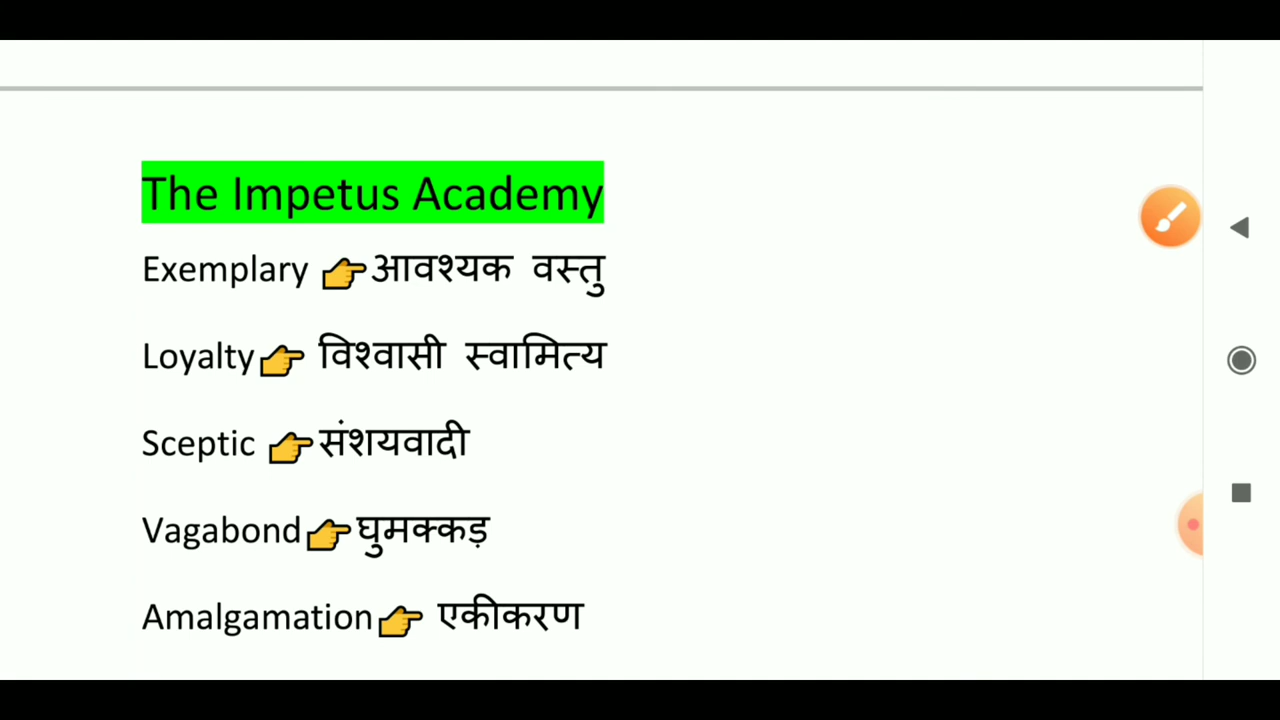 The Impetus Academy
Exemplary 👉आवश्यक वस्तु
Loyalty👉 विश्वासी स्वामित्य
Sceptic 👉संशयवादी
Vagabond👉घुमक्कड़
Amalgamation👉 एकीकरण